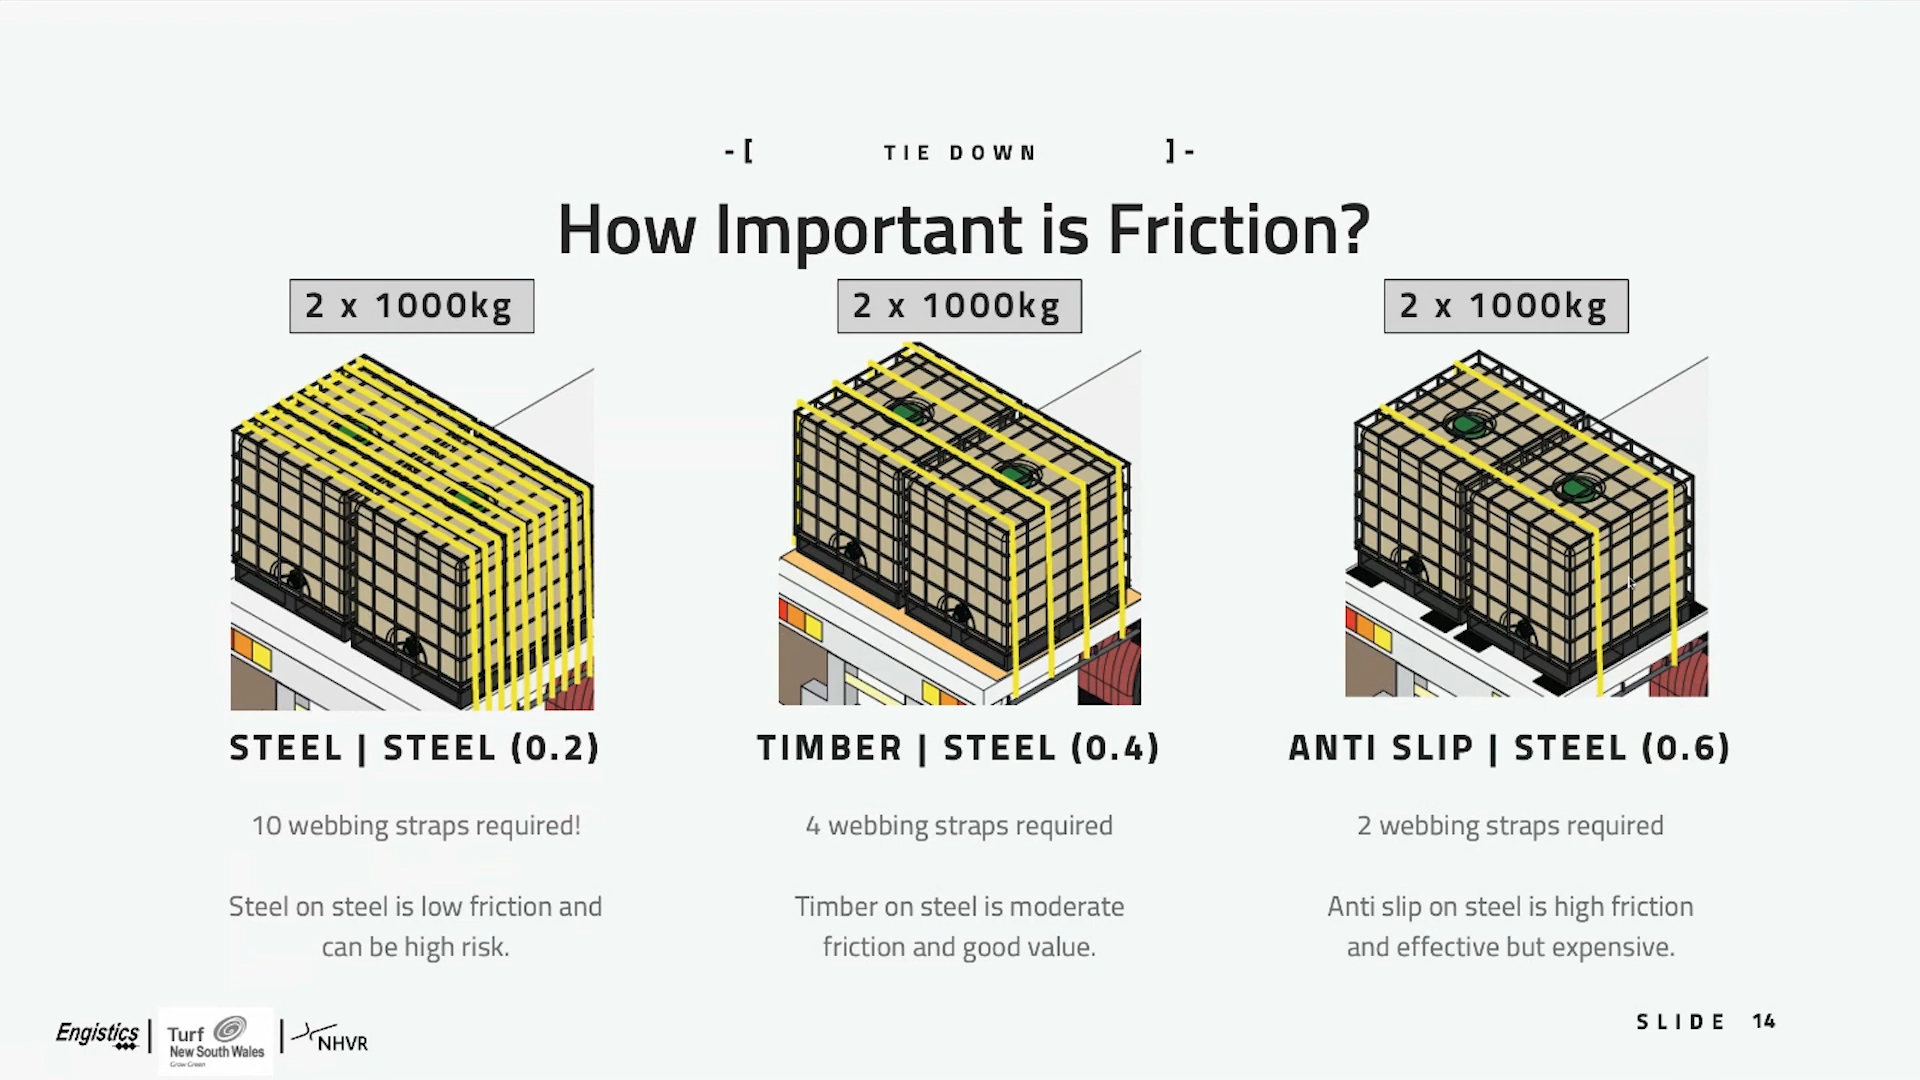 -[ TIE DOWN ]-
How Important is Friction?
2 x 1000kg
2 x 1000kg
2 x 1000kg
STEEL | STEEL (0.2)
TIMBER | STEEL (0.4)
ANTI SLIP | STEEL (0.6)
10 webbing straps required!
4 webbing straps required
2 webbing straps required
Steel on steel is low friction and
can be high risk.
Timber on steel is moderate
friction and good value.
Anti slip on steel is high friction
and effective but expensive.
Engistics
Turf
New South Wales
Grow Green
NHVR
SLIDE 14